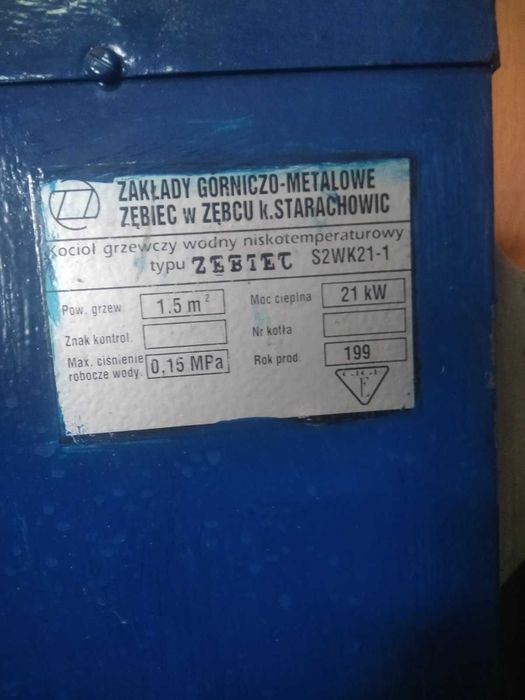 ZAKŁADY GÓRNICZO-METALOWE
ZĘBIEC w ZĘBCU k.STARACHOWIC
Kocioł grzewczy wodny niskotemperaturowy
typu ZĘBIEC S2WK21-1
Pow. grzew 1.5 m² Moc cieplna 21 kW
Znak kontrol. Nr kotła
Max. ciśnienie robocze wody. 0,15 MPa Rok prod. 199